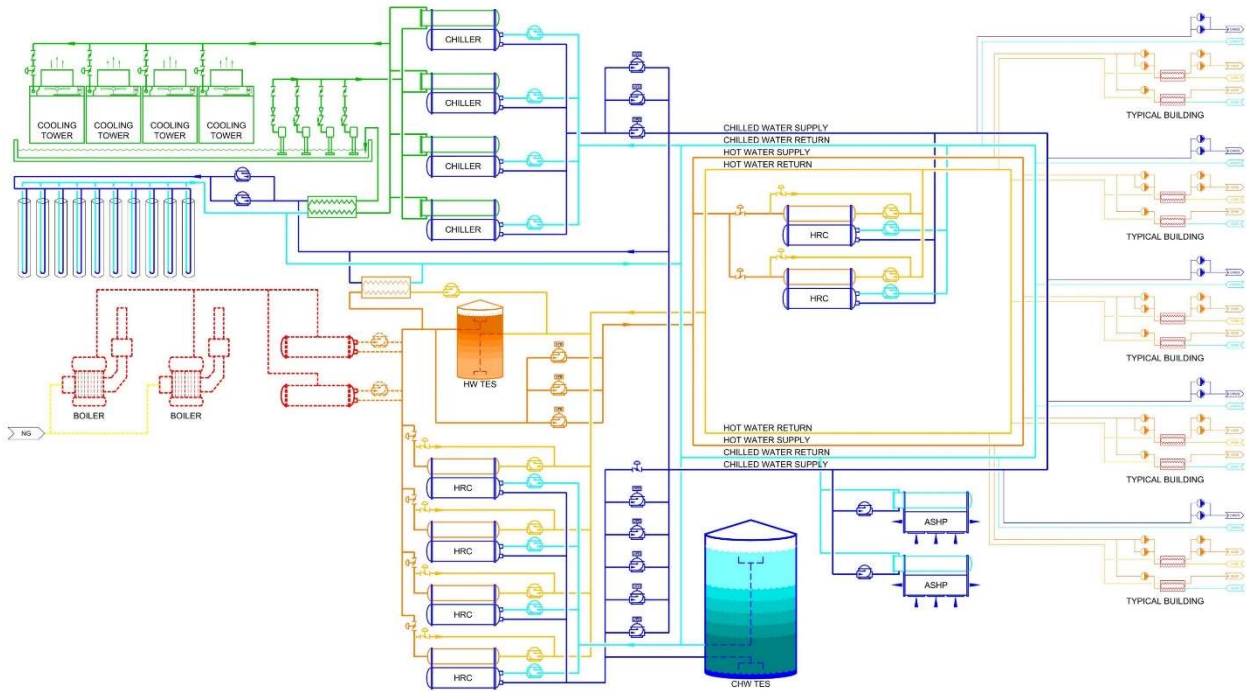 CHILLER
CHILLER
CHILLER
CHILLER
COOLING
TOWER
COOLING
TOWER
COOLING
TOWER
COOLING
TOWER
CHILLED WATER SUPPLY
CHILLED WATER RETURN
HOT WATER SUPPLY
HOT WATER RETURN
HRC
HRC
TYPICAL BUILDING
TYPICAL BUILDING
TYPICAL BUILDING
TYPICAL BUILDING
TYPICAL BUILDING
HW TES
BOILER
BOILER
NG
HOT WATER RETURN
HOT WATER SUPPLY
CHILLED WATER RETURN
CHILLED WATER SUPPLY
HRC
HRC
HRC
HRC
ASHP
ASHP
CHW TES